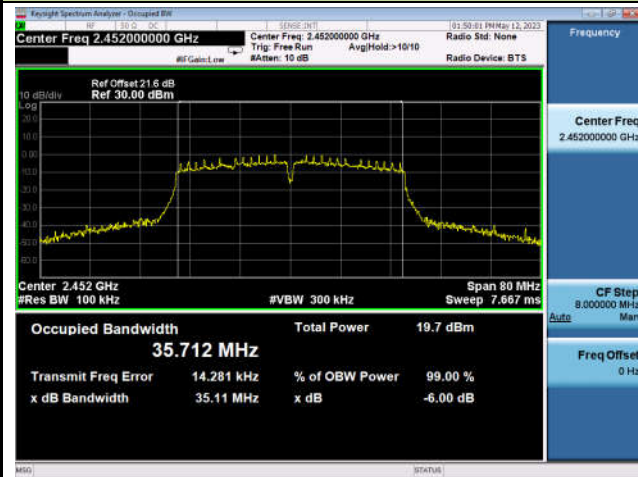 Keysight Spectrum Analyzer - Occupied BW
RF 50 Ω DC SENSE:INT 01:50:01 PM May 12, 2023
Center Freq 2.452000000 GHz
Center Freq: 2.452000000 GHz
Radio Std: None
Trig: Free Run Avg|Hold:>10/10
#IFGain:Low
#Atten: 10 dB
Radio Device: BTS
Ref Offset 21.6 dB
10 dB/div Ref 30.00 dBm
Log
20.0
10.0
0.00
-10.0
-20.0
-30.0
-40.0
-50.0
-60.0
Center 2.452 GHz
Span 80 MHz
#Res BW 100 kHz
#VBW 300 kHz
Sweep 7.667 ms
Occupied Bandwidth
Total Power 19.7 dBm
35.712 MHz
Transmit Freq Error 14.281 kHz
% of OBW Power 99.00 %
x dB Bandwidth 35.11 MHz
x dB -6.00 dB
MSG
STATUS
Frequency
Center Freq
2.452000000 GHz
CF Step
8.000000 MHz
Auto Man
Freq Offset
0 Hz